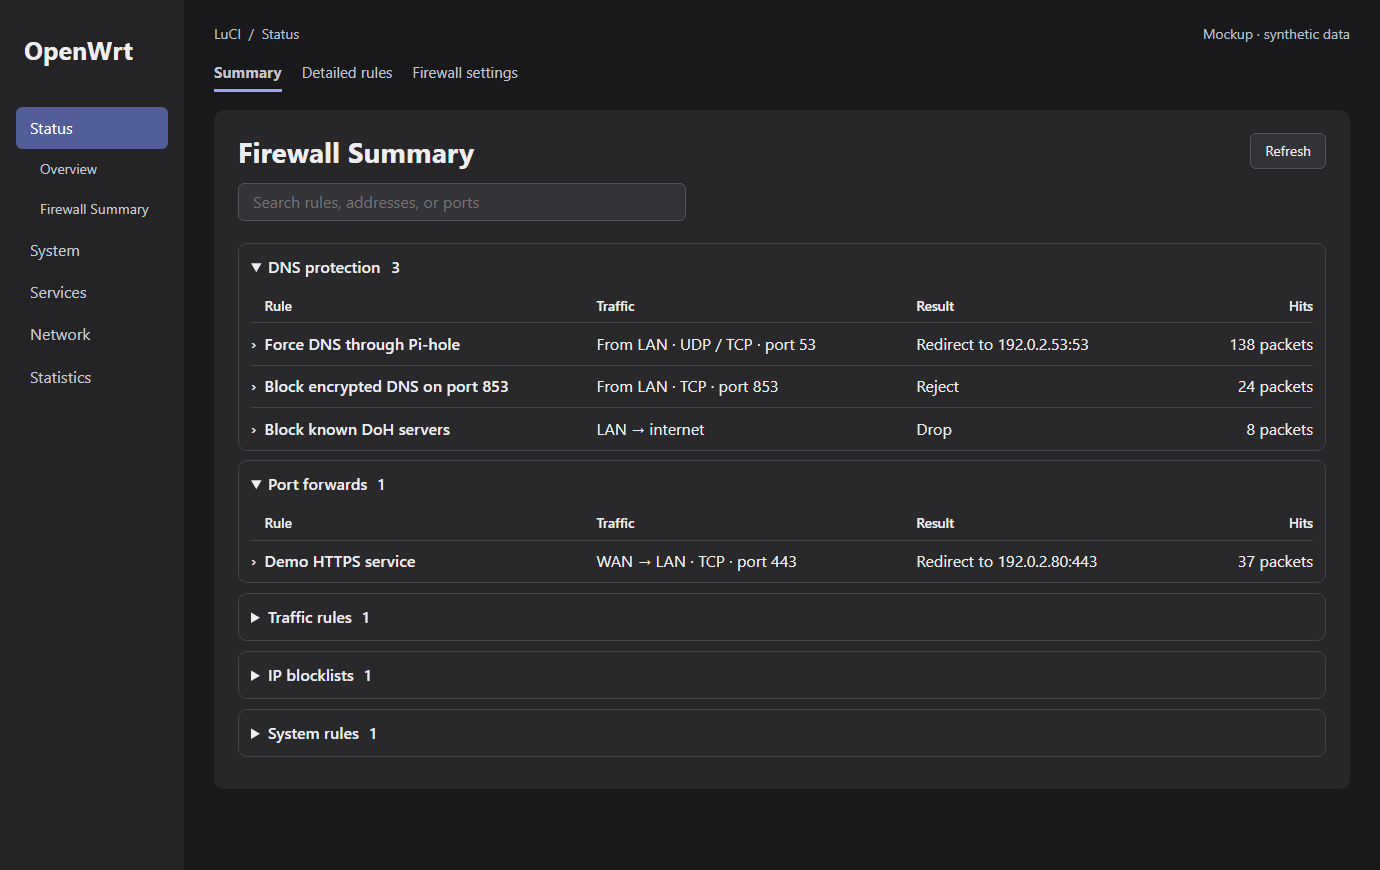 OpenWrt
Status
Overview
Firewall Summary
System
Services
Network
Statistics
LuCI / Status
Mockup · synthetic data
Summary Detailed rules Firewall settings
Firewall Summary
Refresh
Search rules, addresses, or ports
▼ DNS protection 3
Rule Traffic Result Hits
› Force DNS through Pi-hole From LAN · UDP / TCP · port 53 Redirect to 192.0.2.53:53 138 packets
› Block encrypted DNS on port 853 From LAN · TCP · port 853 Reject 24 packets
› Block known DoH servers LAN → internet Drop 8 packets
▼ Port forwards 1
Rule Traffic Result Hits
› Demo HTTPS service WAN → LAN · TCP · port 443 Redirect to 192.0.2.80:443 37 packets
▶ Traffic rules 1
▶ IP blocklists 1
▶ System rules 1